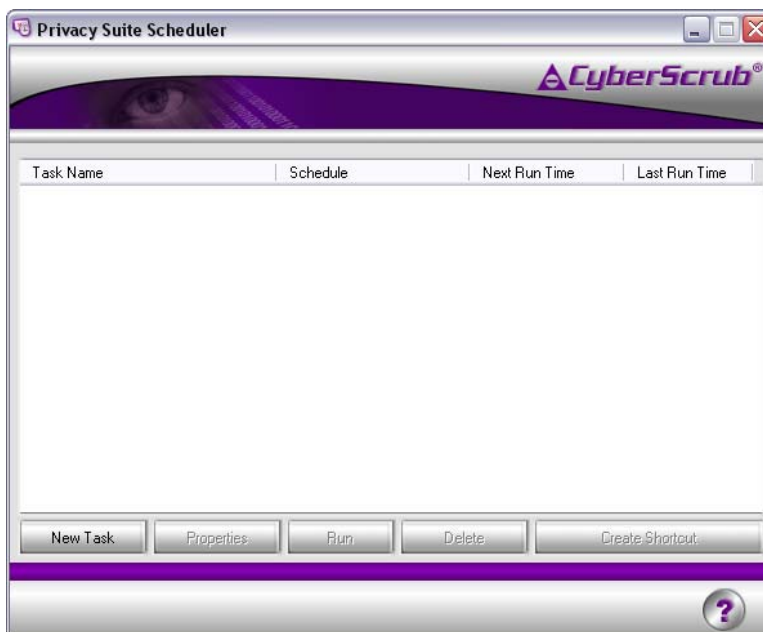 Privacy Suite Scheduler
CyberScrub®
Task Name Schedule Next Run Time Last Run Time
New Task Properties Run Delete Create Shortcut
?